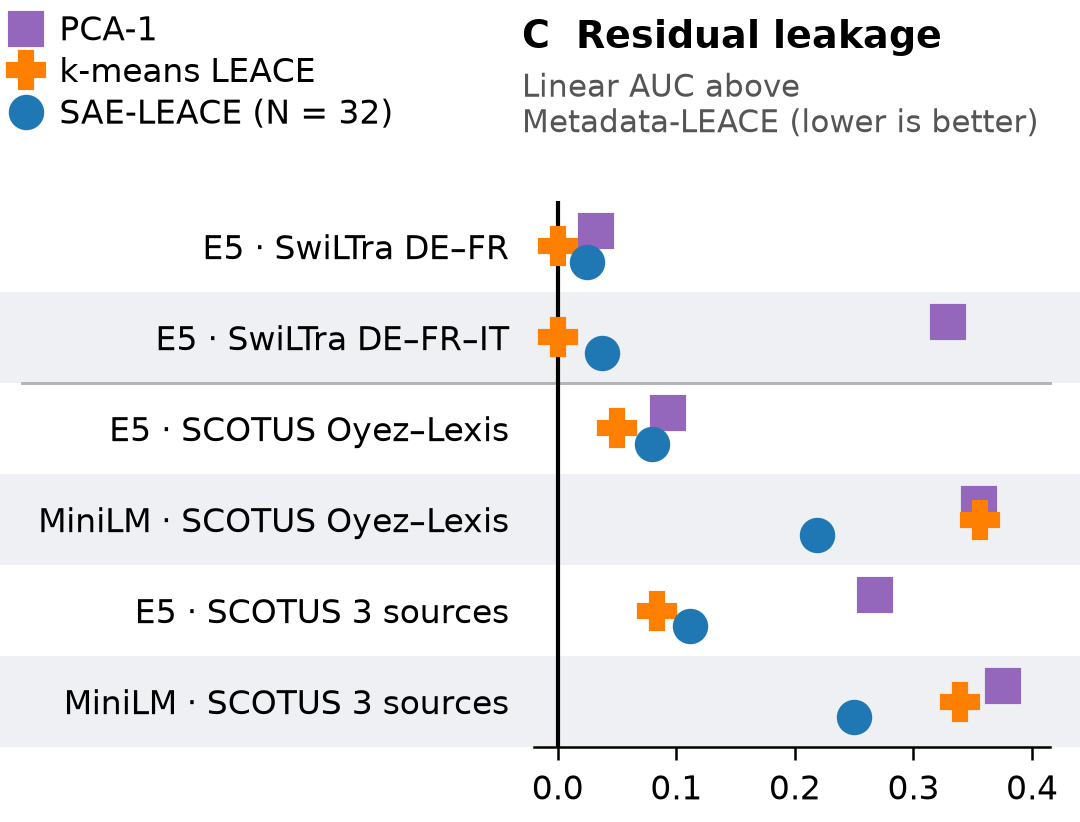 PCA-1
k-means LEACE
SAE-LEACE (N = 32)
C Residual leakage
Linear AUC above
Metadata-LEACE (lower is better)
E5 · SwiLTra DE–FR
E5 · SwiLTra DE–FR–IT
E5 · SCOTUS Oyez–Lexis
MiniLM · SCOTUS Oyez–Lexis
E5 · SCOTUS 3 sources
MiniLM · SCOTUS 3 sources
0.0 0.1 0.2 0.3 0.4